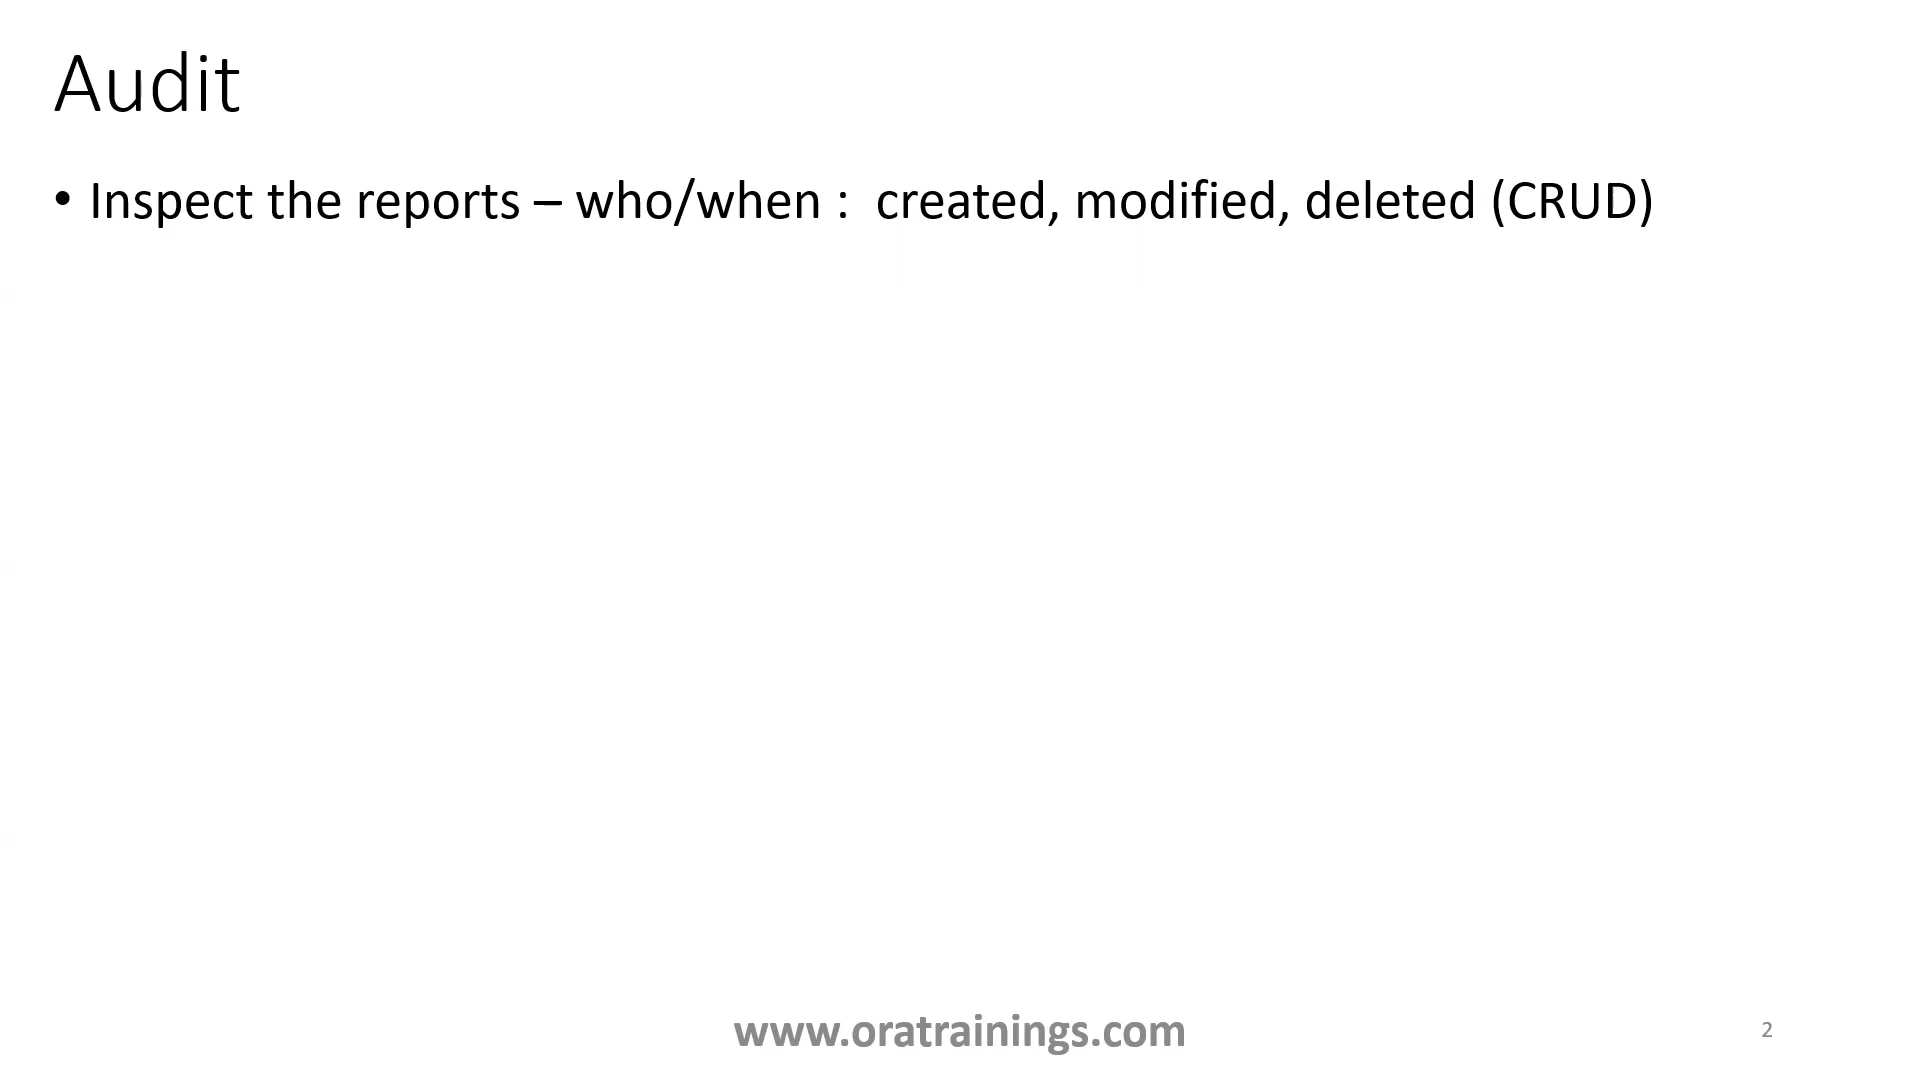 Audit
• Inspect the reports – who/when :  created, modified, deleted (CRUD)
www.oratrainings.com
2